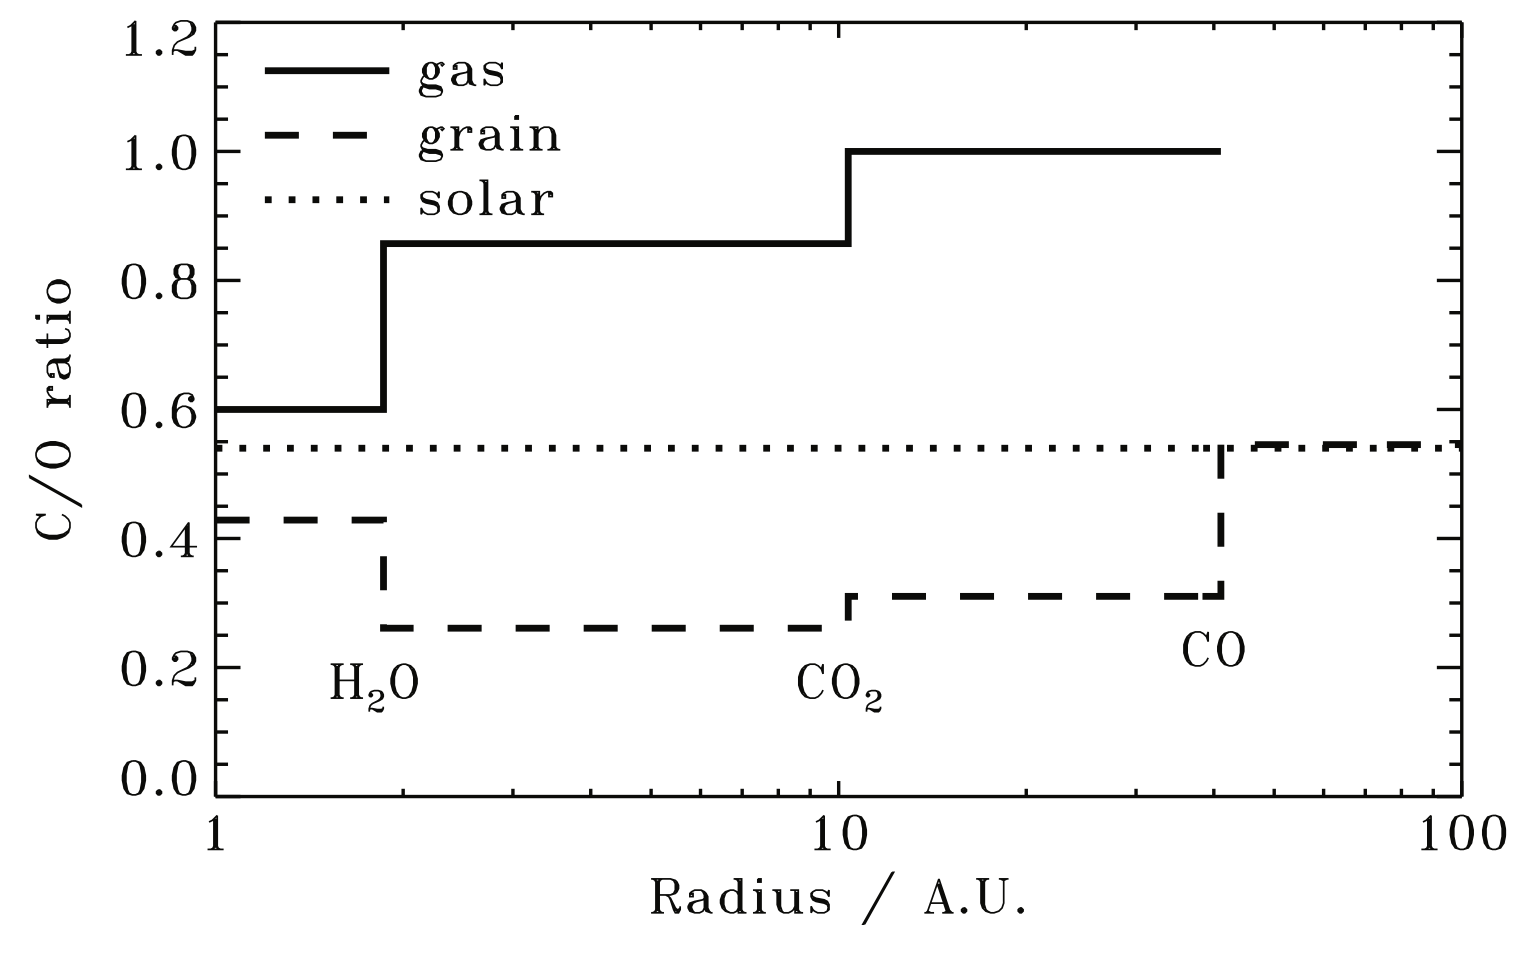 1.2
1.0
0.8
0.6
0.4
0.2
0.0
C/O ratio
gas
grain
solar
H₂O
CO₂
CO
1 10 100
Radius / A.U.